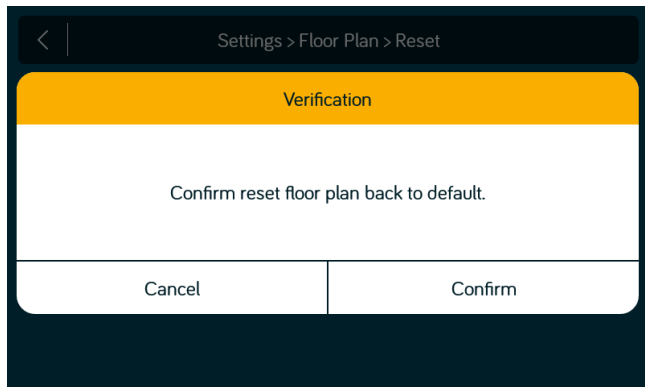 Settings > Floor Plan > Reset
Verification
Confirm reset floor plan back to default.
Cancel
Confirm